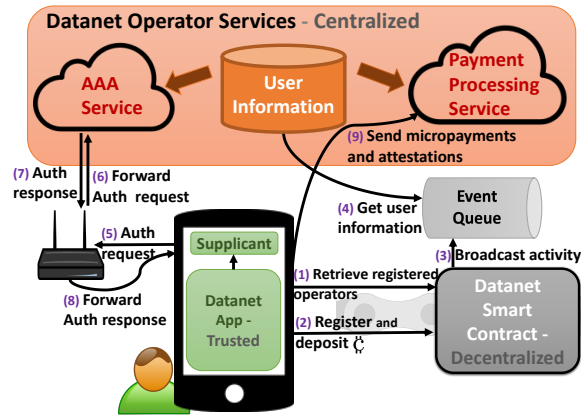 Datanet Operator Services - Centralized
AAA
Service
User
Information
Payment
Processing
Service
(9) Send micropayments
and attestations
(7) Auth
response
(6) Forward
Auth request
(4) Get user
information
Event
Queue
(5) Auth
request
Supplicant
(3) Broadcast activity
(8) Forward
Auth response
Datanet
App -
Trusted
(1) Retrieve registered
operators
(2) Register and
deposit
Datanet
Smart
Contract -
Decentralized